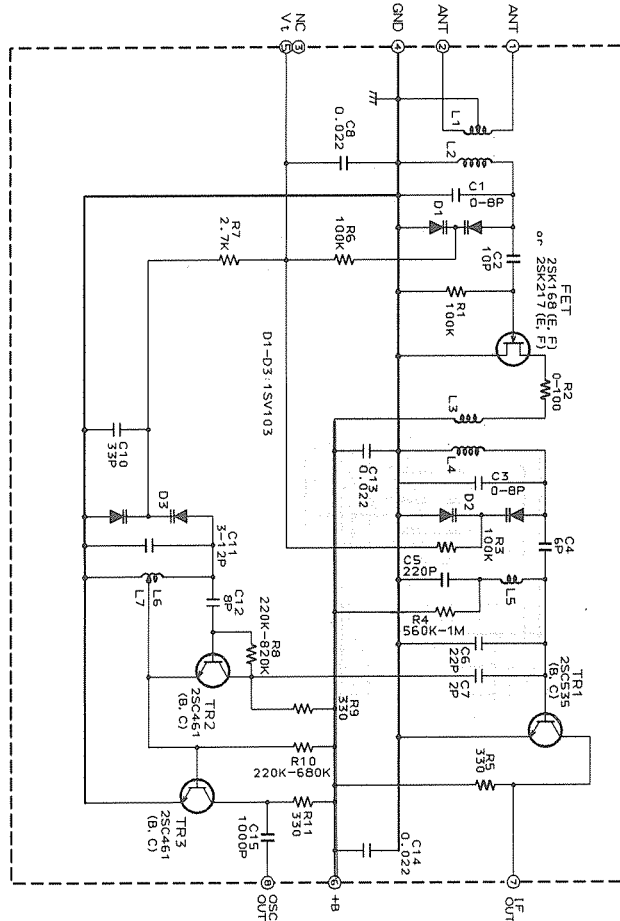 ANT 1
ANT 2
GND 4
NC 3
Vt 5
L1
L2
C8
0.022
C1
0-8P
D1
C2
10P
FET
2SK168 (E, F)
or 2SK217 (E, F)
R1
100K
R6
100K
R7
2.7K
R2
0-100
D1-D3:1SV103
L3
L4
C13
0.022
C3
0-8P
D2
R3
100K
C4
6P
C10
33P
D3
C11
3-12P
C5
220P
L5
R4
560K-1M
L6
L7
C12
8P
R8
220K-820K
C6
22P
C7
2P
TR1
2SC535
(B, C)
TR2
2SC461
(B, C)
R9
330
R10
220K-680K
R5
330
TR3
2SC461
(B, C)
R11
330
C15
1000P
C14
0.022
7 IF OUT
6 +B
8 OSC OUT